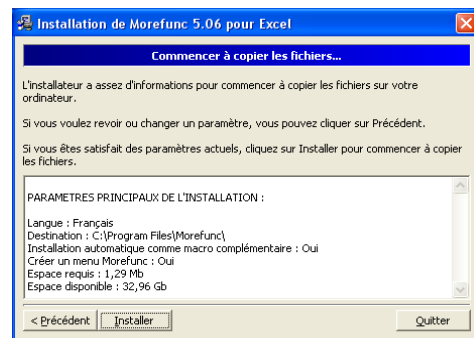 Installation de Morefunc 5.06 pour Excel
Commencer à copier les fichiers...
L'installateur a assez d'informations pour commencer à copier les fichiers sur votre
ordinateur.
Si vous voulez revoir ou changer un paramètre, vous pouvez cliquer sur Précédent.
Si vous êtes satisfait des paramètres actuels, cliquez sur Installer pour commencer à copier
les fichiers.
PARAMETRES PRINCIPAUX DE L'INSTALLATION :
Langue : Français
Destination : C:\Program Files\Morefunc\
Installation automatique comme macro complémentaire : Oui
Créer un menu Morefunc : Oui
Espace requis : 1,29 Mb
Espace disponible : 32,96 Gb
< Précédent Installer Quitter